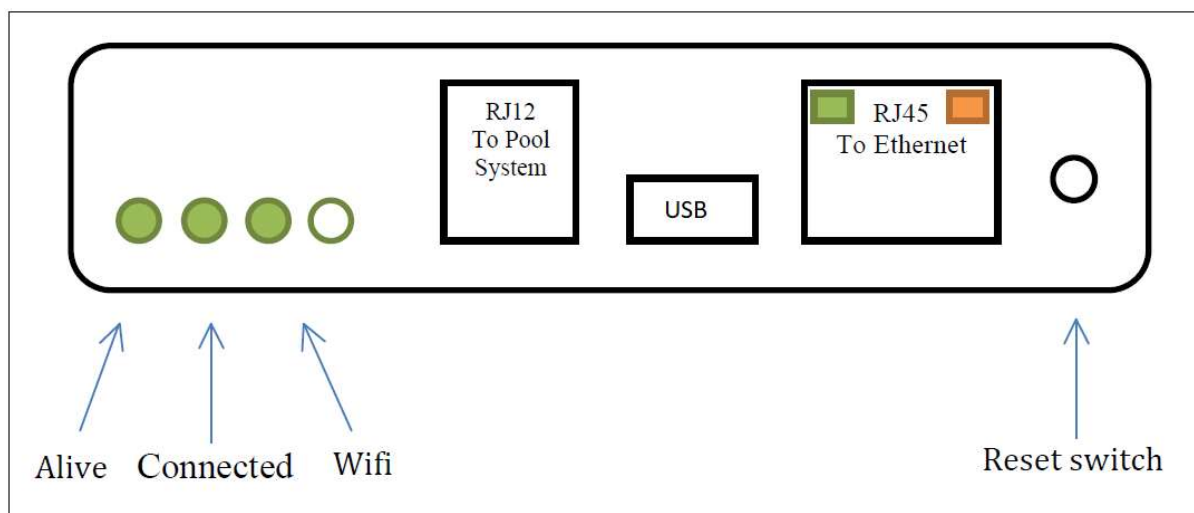 RJ12
To Pool
System
USB
RJ45
To Ethernet
Alive
Connected
Wifi
Reset switch